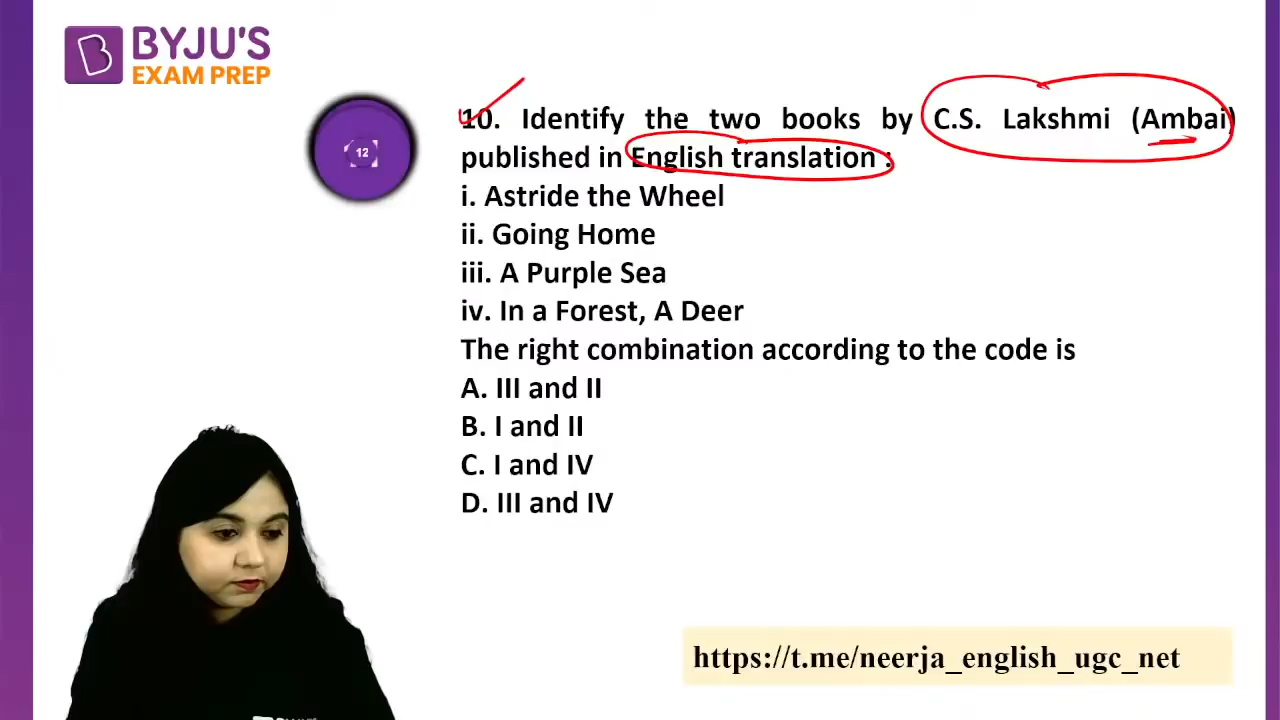 BYJU'S
EXAM PREP
12
10. Identify the two books by C.S. Lakshmi (Ambai)
published in English translation :
i. Astride the Wheel
ii. Going Home
iii. A Purple Sea
iv. In a Forest, A Deer
The right combination according to the code is
A. III and II
B. I and II
C. I and IV
D. III and IV
https://t.me/neerja_english_ugc_net